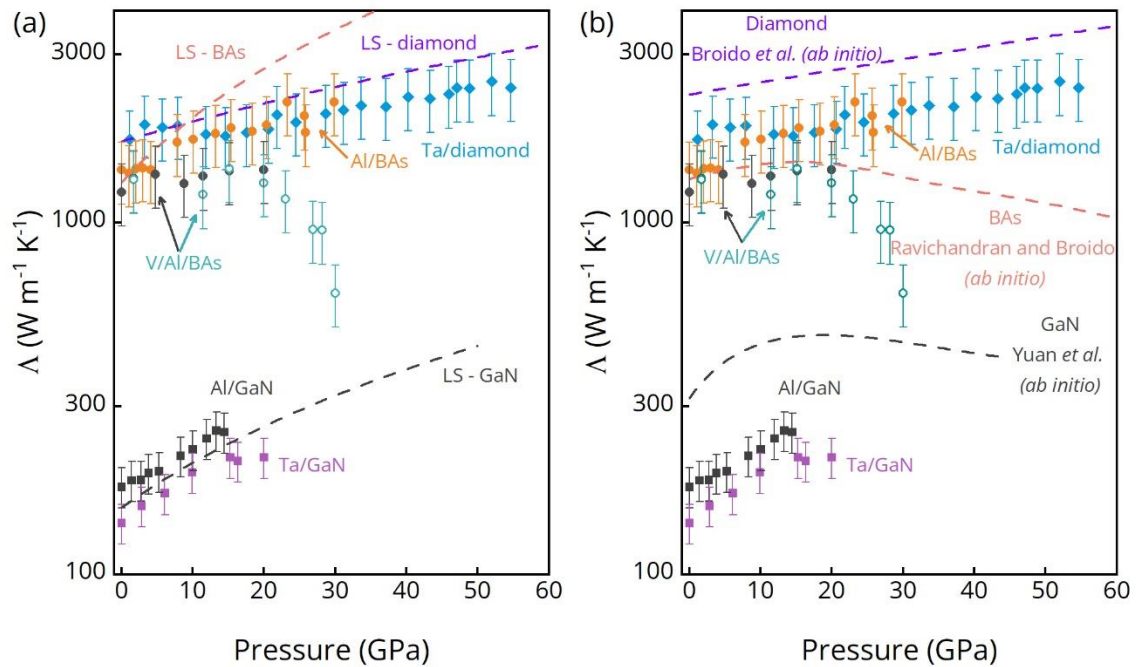 (a)
LS - BAs
LS - diamond
3000
Al/BAs
Ta/diamond
1000
V/Al/BAs
Λ (W m⁻¹ K⁻¹)
LS - GaN
Al/GaN
300
Ta/GaN
100
0 10 20 30 40 50 60
Pressure (GPa)
(b)
Diamond
Broido et al. (ab initio)
3000
Al/BAs
Ta/diamond
1000
V/Al/BAs
BAs
Ravichandran and Broido
(ab initio)
Λ (W m⁻¹ K⁻¹)
GaN
Yuan et al.
(ab initio)
Al/GaN
300
Ta/GaN
100
0 10 20 30 40 50 60
Pressure (GPa)